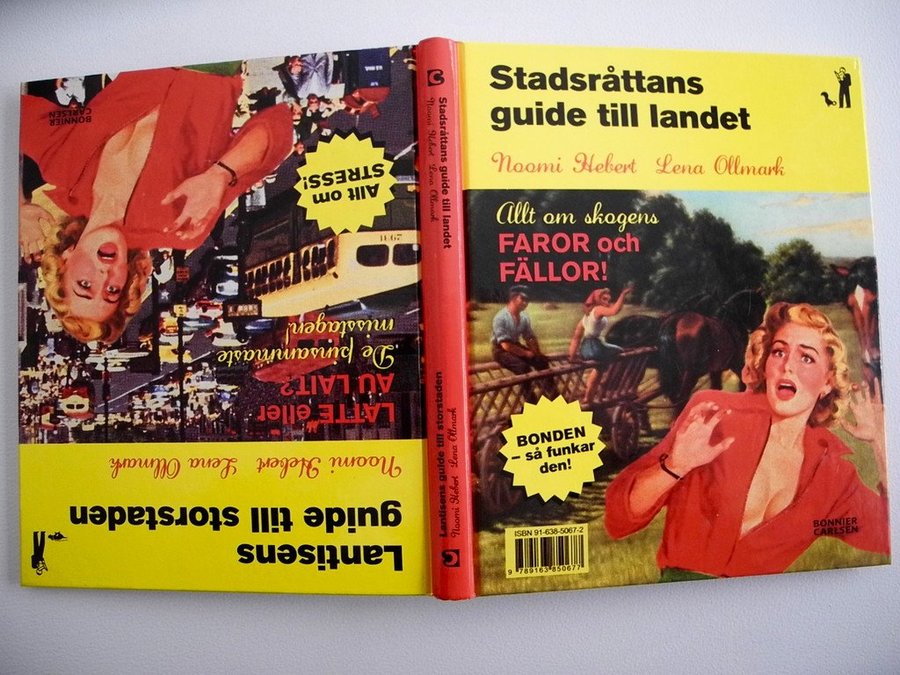 Stadsråttans
guide till landet
Noomi Hebert Lena Ollmark
Allt om skogens
FAROR och
FÄLLOR!
BONDEN
– så funkar
den!
ISBN 91-638-5067-2
9 789163 850677
BONNIER
CARLSEN
Stadsråttans guide till landet
Noomi Hebert Lena Ollmark
Lantisens guide till storstaden
Noomi Hebert Lena Ollmark
Lantisens
guide till storstaden
Noomi Hebert Lena Ollmark
LATTE eller
AU LAIT?
De pinsammaste
misstagen!
Allt om
STRESS!
BONNIER
CARLSEN